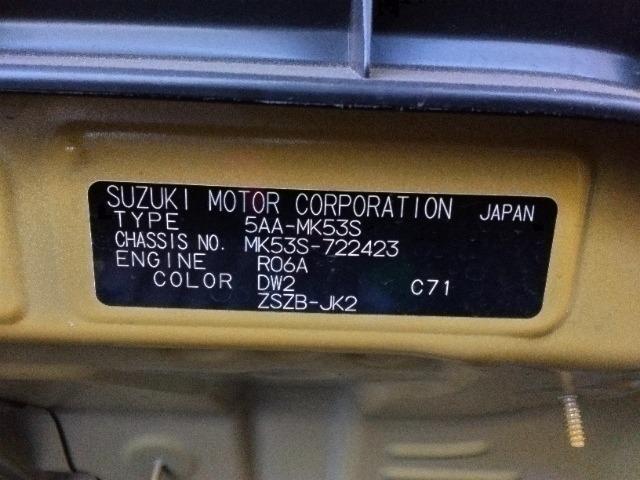 SUZUKI MOTOR CORPORATION JAPAN
TYPE 5AA-MK53S
CHASSIS NO. MK53S-722423
ENGINE R06A
COLOR DW2 C71
ZSZB-JK2